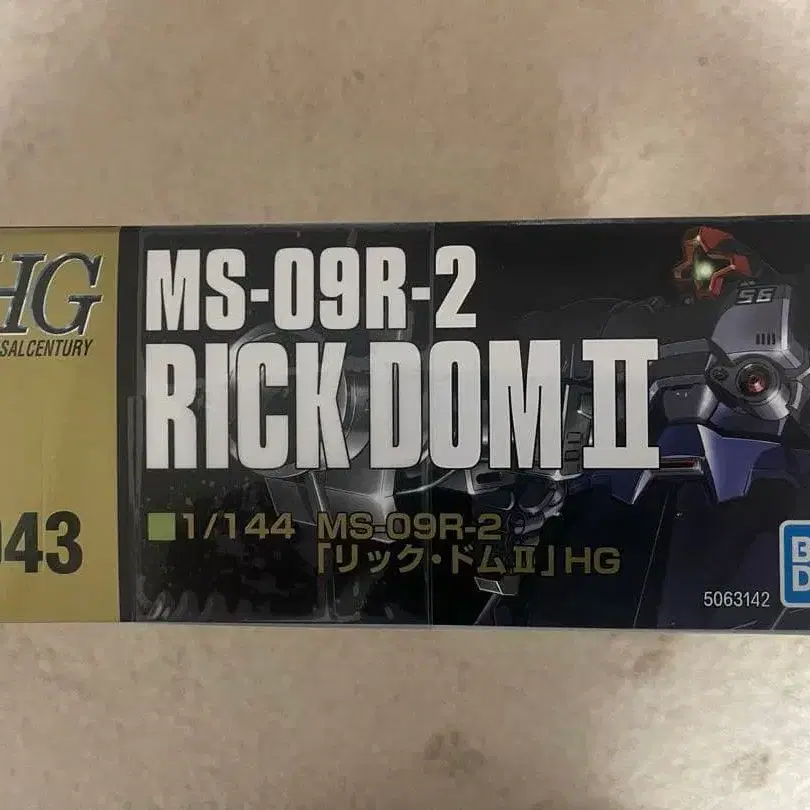 HG
SALCENTURY
043
MS-09R-2
RICK DOM II
■1/144 MS-09R-2
「リック・ドムⅡ」HG
5063142
56
B
D